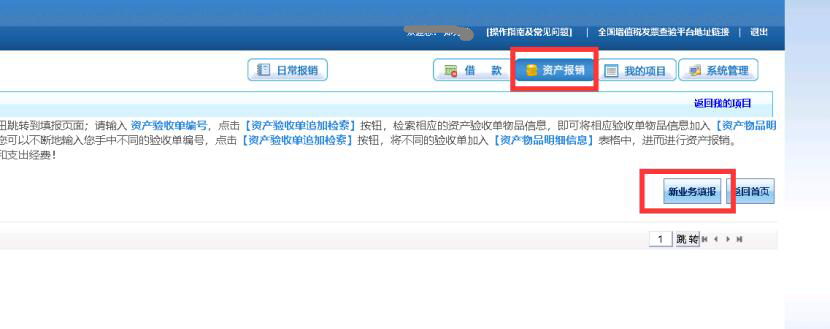 [操作指南及常见问题] | 全国增值税发票查验平台地址链接 | 退出
日常报销 借 款 资产报销 我的项目 系统管理
返回我的项目
钮跳转到填报页面；请输入 资产验收单编号，点击【资产验收单追加检索】按钮，检索相应的资产验收单物品信息，即可将相应验收单物品信息加入【资产物品明
您可以不断地输入您手中不同的验收单编号，点击【资产验收单追加检索】按钮，将不同的验收单加入【资产物品明细信息】表格中，进而进行资产报销。
和支出经费！
新业务填报 返回首页
1 跳转